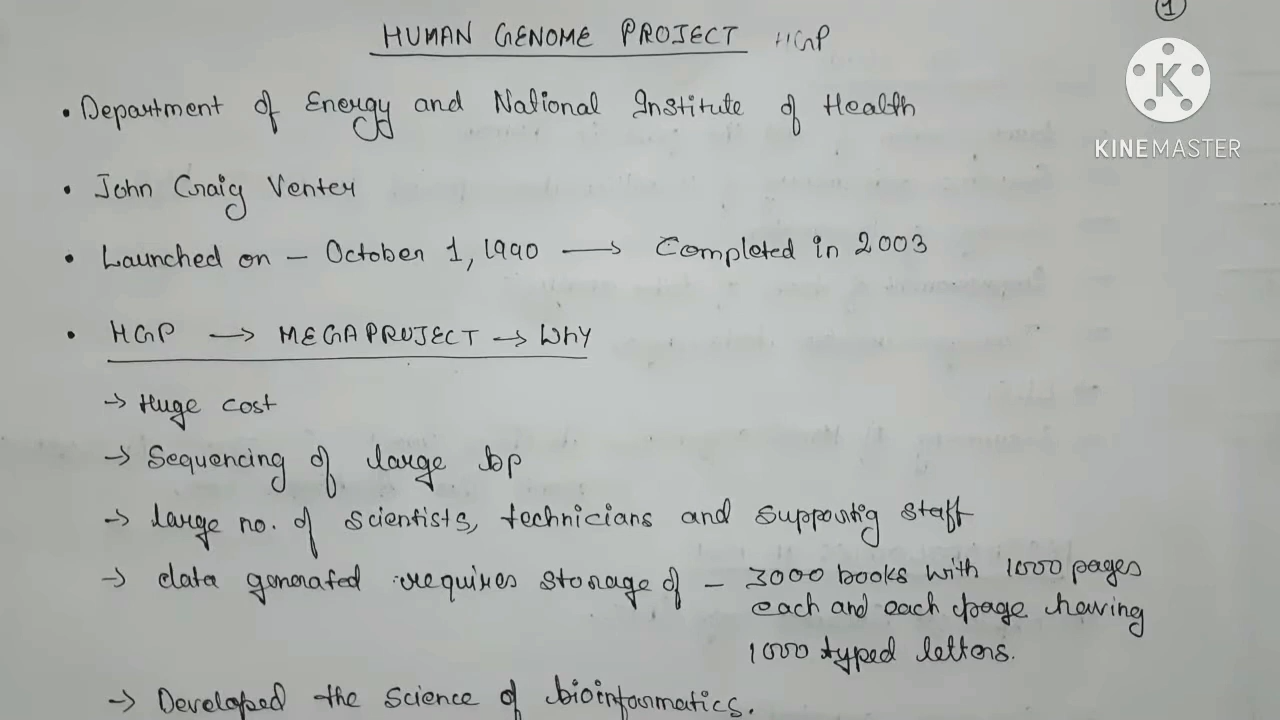 1
HUMAN GENOME PROJECT HGP
K
KINEMASTER
• Department of Energy and National Institute of Health
• John Craig Venter
• Launched on – October 1, 1990 → Completed in 2003
• HGP → MEGAPROJECT → Why
→ Huge cost
→ Sequencing of large bp
→ large no. of scientists, technicians and supporting staff
→ data generated requires storage of – 3000 books with 1000 pages
each and each page having
1000 typed letters.
→ Developed the science of bioinformatics.